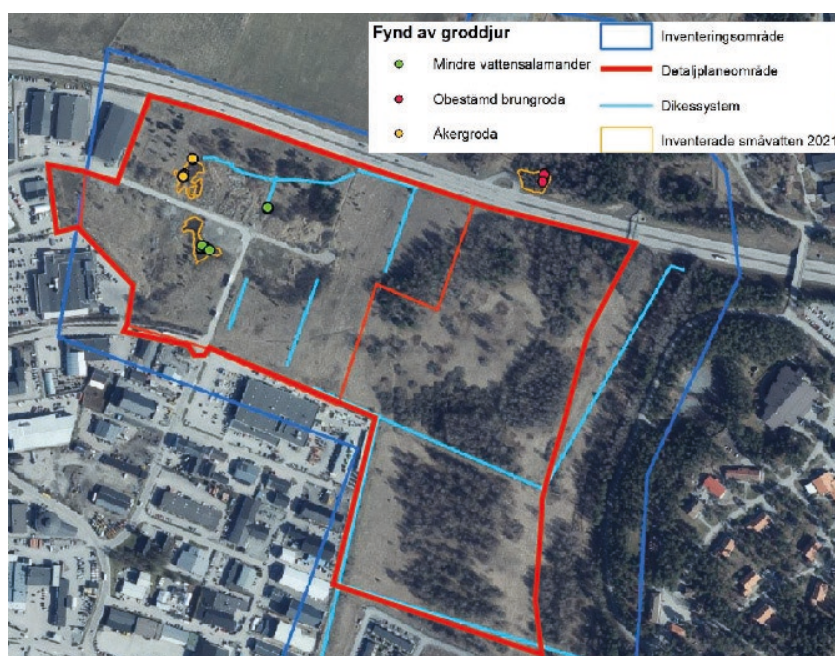 Fynd av groddjur
Mindre vattensalamander
Obestämd brungroda
Åkergroda
Inventeringsområde
Detaljplaneområde
Dikessystem
Inventerade småvatten 2021